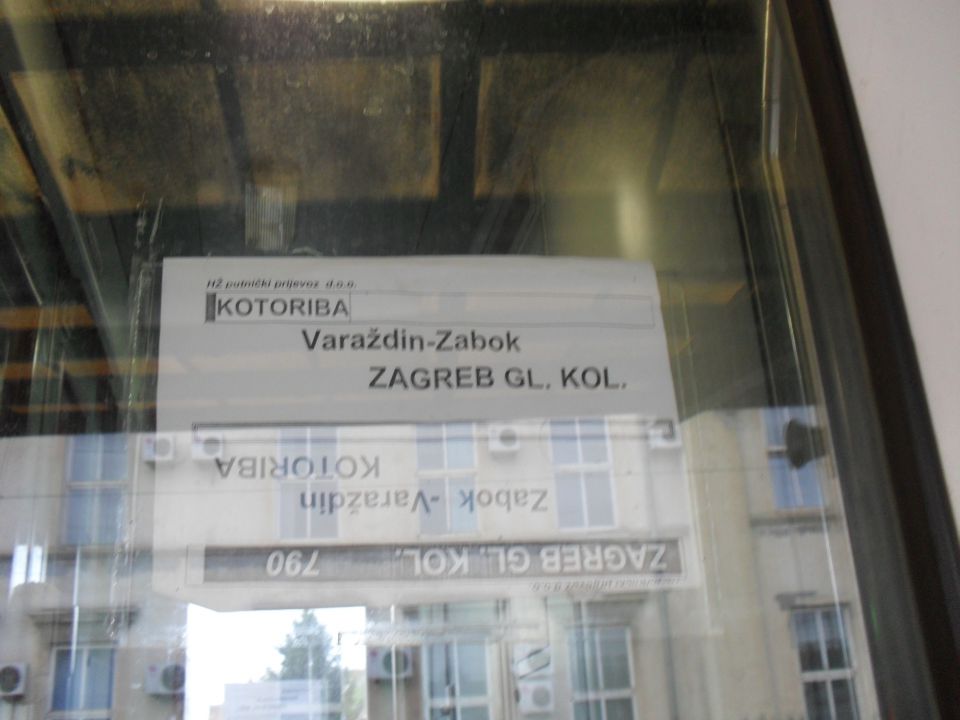 HŽ putnički prijevoz d.o.o.
KOTORIBA
Varaždin-Zabok
ZAGREB GL. KOL.
ZAGREB GL. KOL. 790
Zabok -Varaždin
KOTORIBA